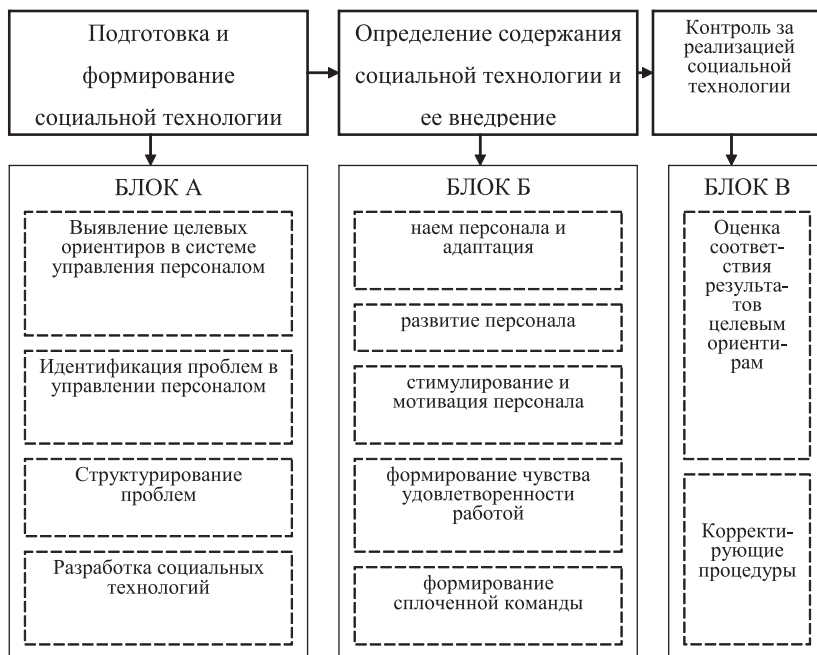 Подготовка и
формирование
социальной технологии
Определение содержания
социальной технологии и
ее внедрение
Контроль за
реализацией
социальной
технологии
БЛОК А
Выявление целевых
ориентиров в системе
управления персоналом
Идентификация проблем в
управлении персоналом
Структурирование
проблем
Разработка социальных
технологий
БЛОК Б
наем персонала и
адаптация
развитие персонала
стимулирование и
мотивация персонала
формирование чувства
удовлетворенности
работой
формирование
сплоченной команды
БЛОК В
Оценка
соответ-
ствия
результа-
тов
целевым
ориенти-
рам
Коррект-
ирующие
процедуры